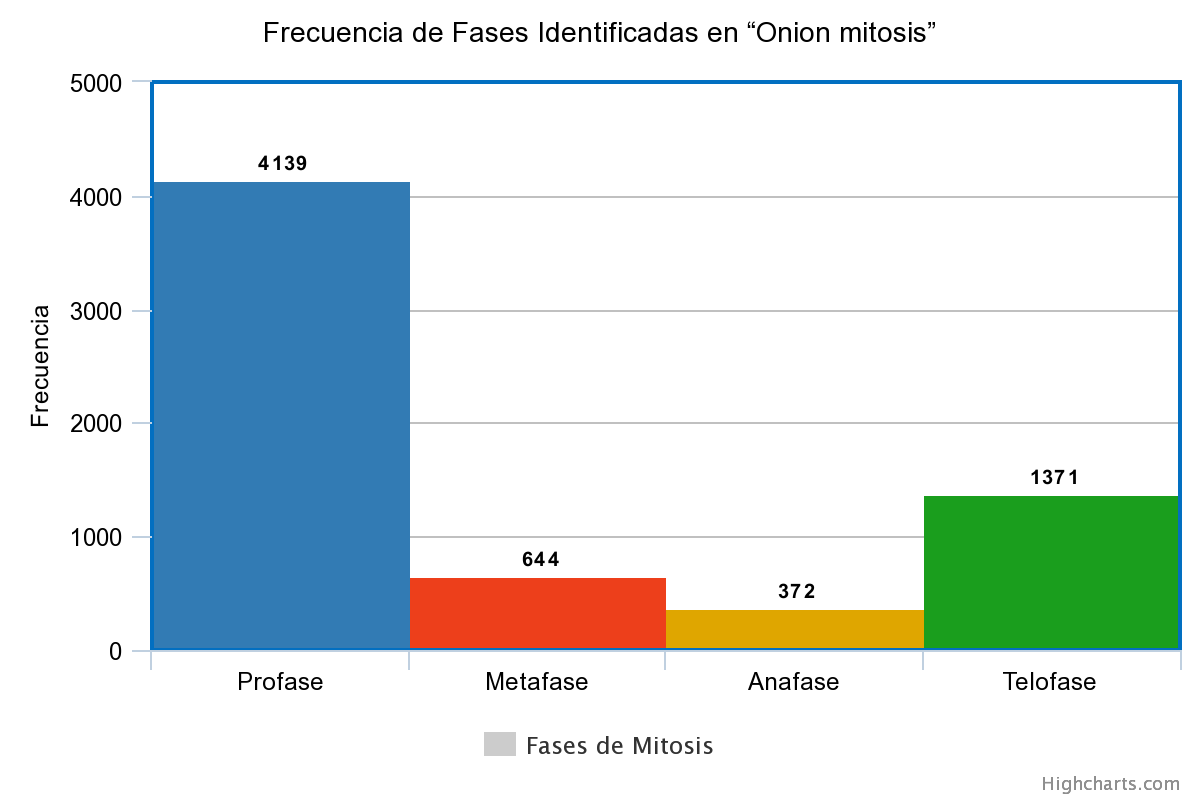 Frecuencia de Fases Identificadas en “Onion mitosis”
Frecuencia
5000
4000
3000
2000
1000
0
4139
644
372
1371
Profase
Metafase
Anafase
Telofase
Fases de Mitosis
Highcharts.com